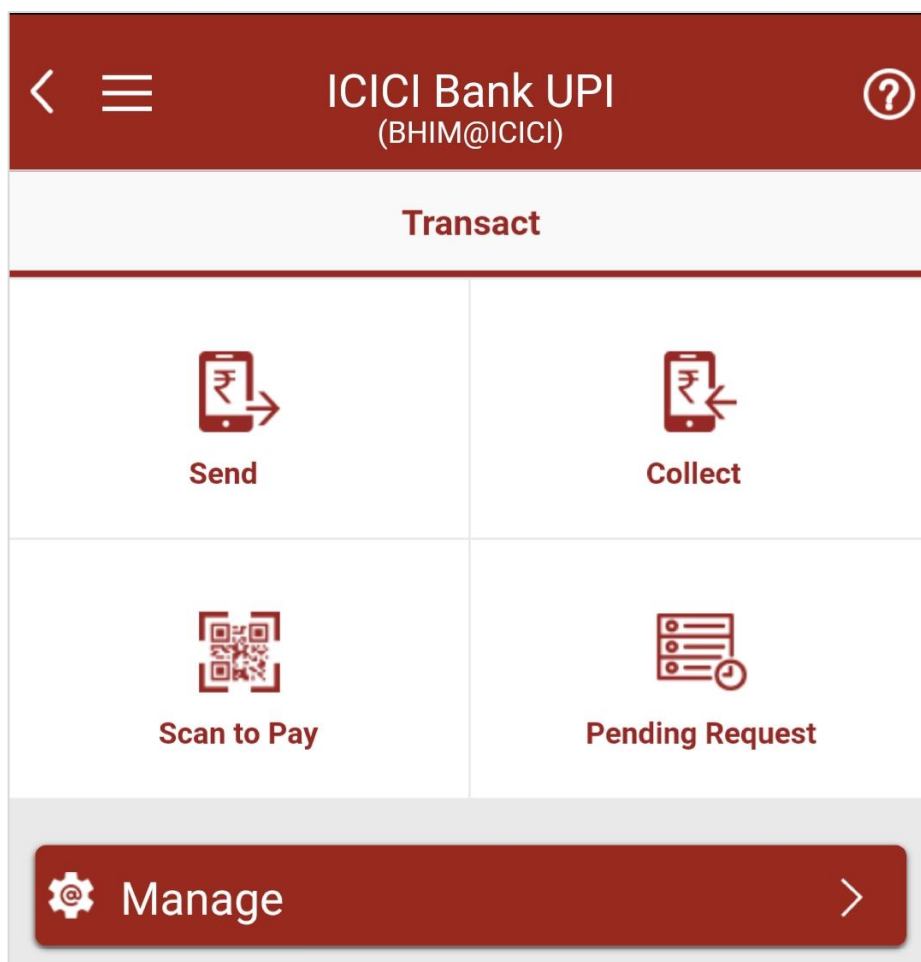 ICICI Bank UPI
(BHIM@ICICI)
Transact
Send
Collect
Scan to Pay
Pending Request
Manage